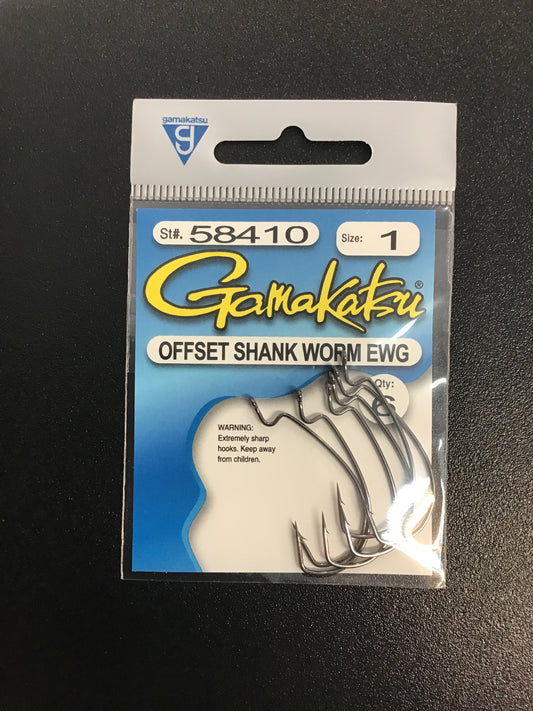 gamakatsu
g
St#. 58410
Size: 1
Gamakatsu®
OFFSET SHANK WORM EWG
Qty:
6
WARNING:
Extremely sharp
hooks. Keep away
from children.